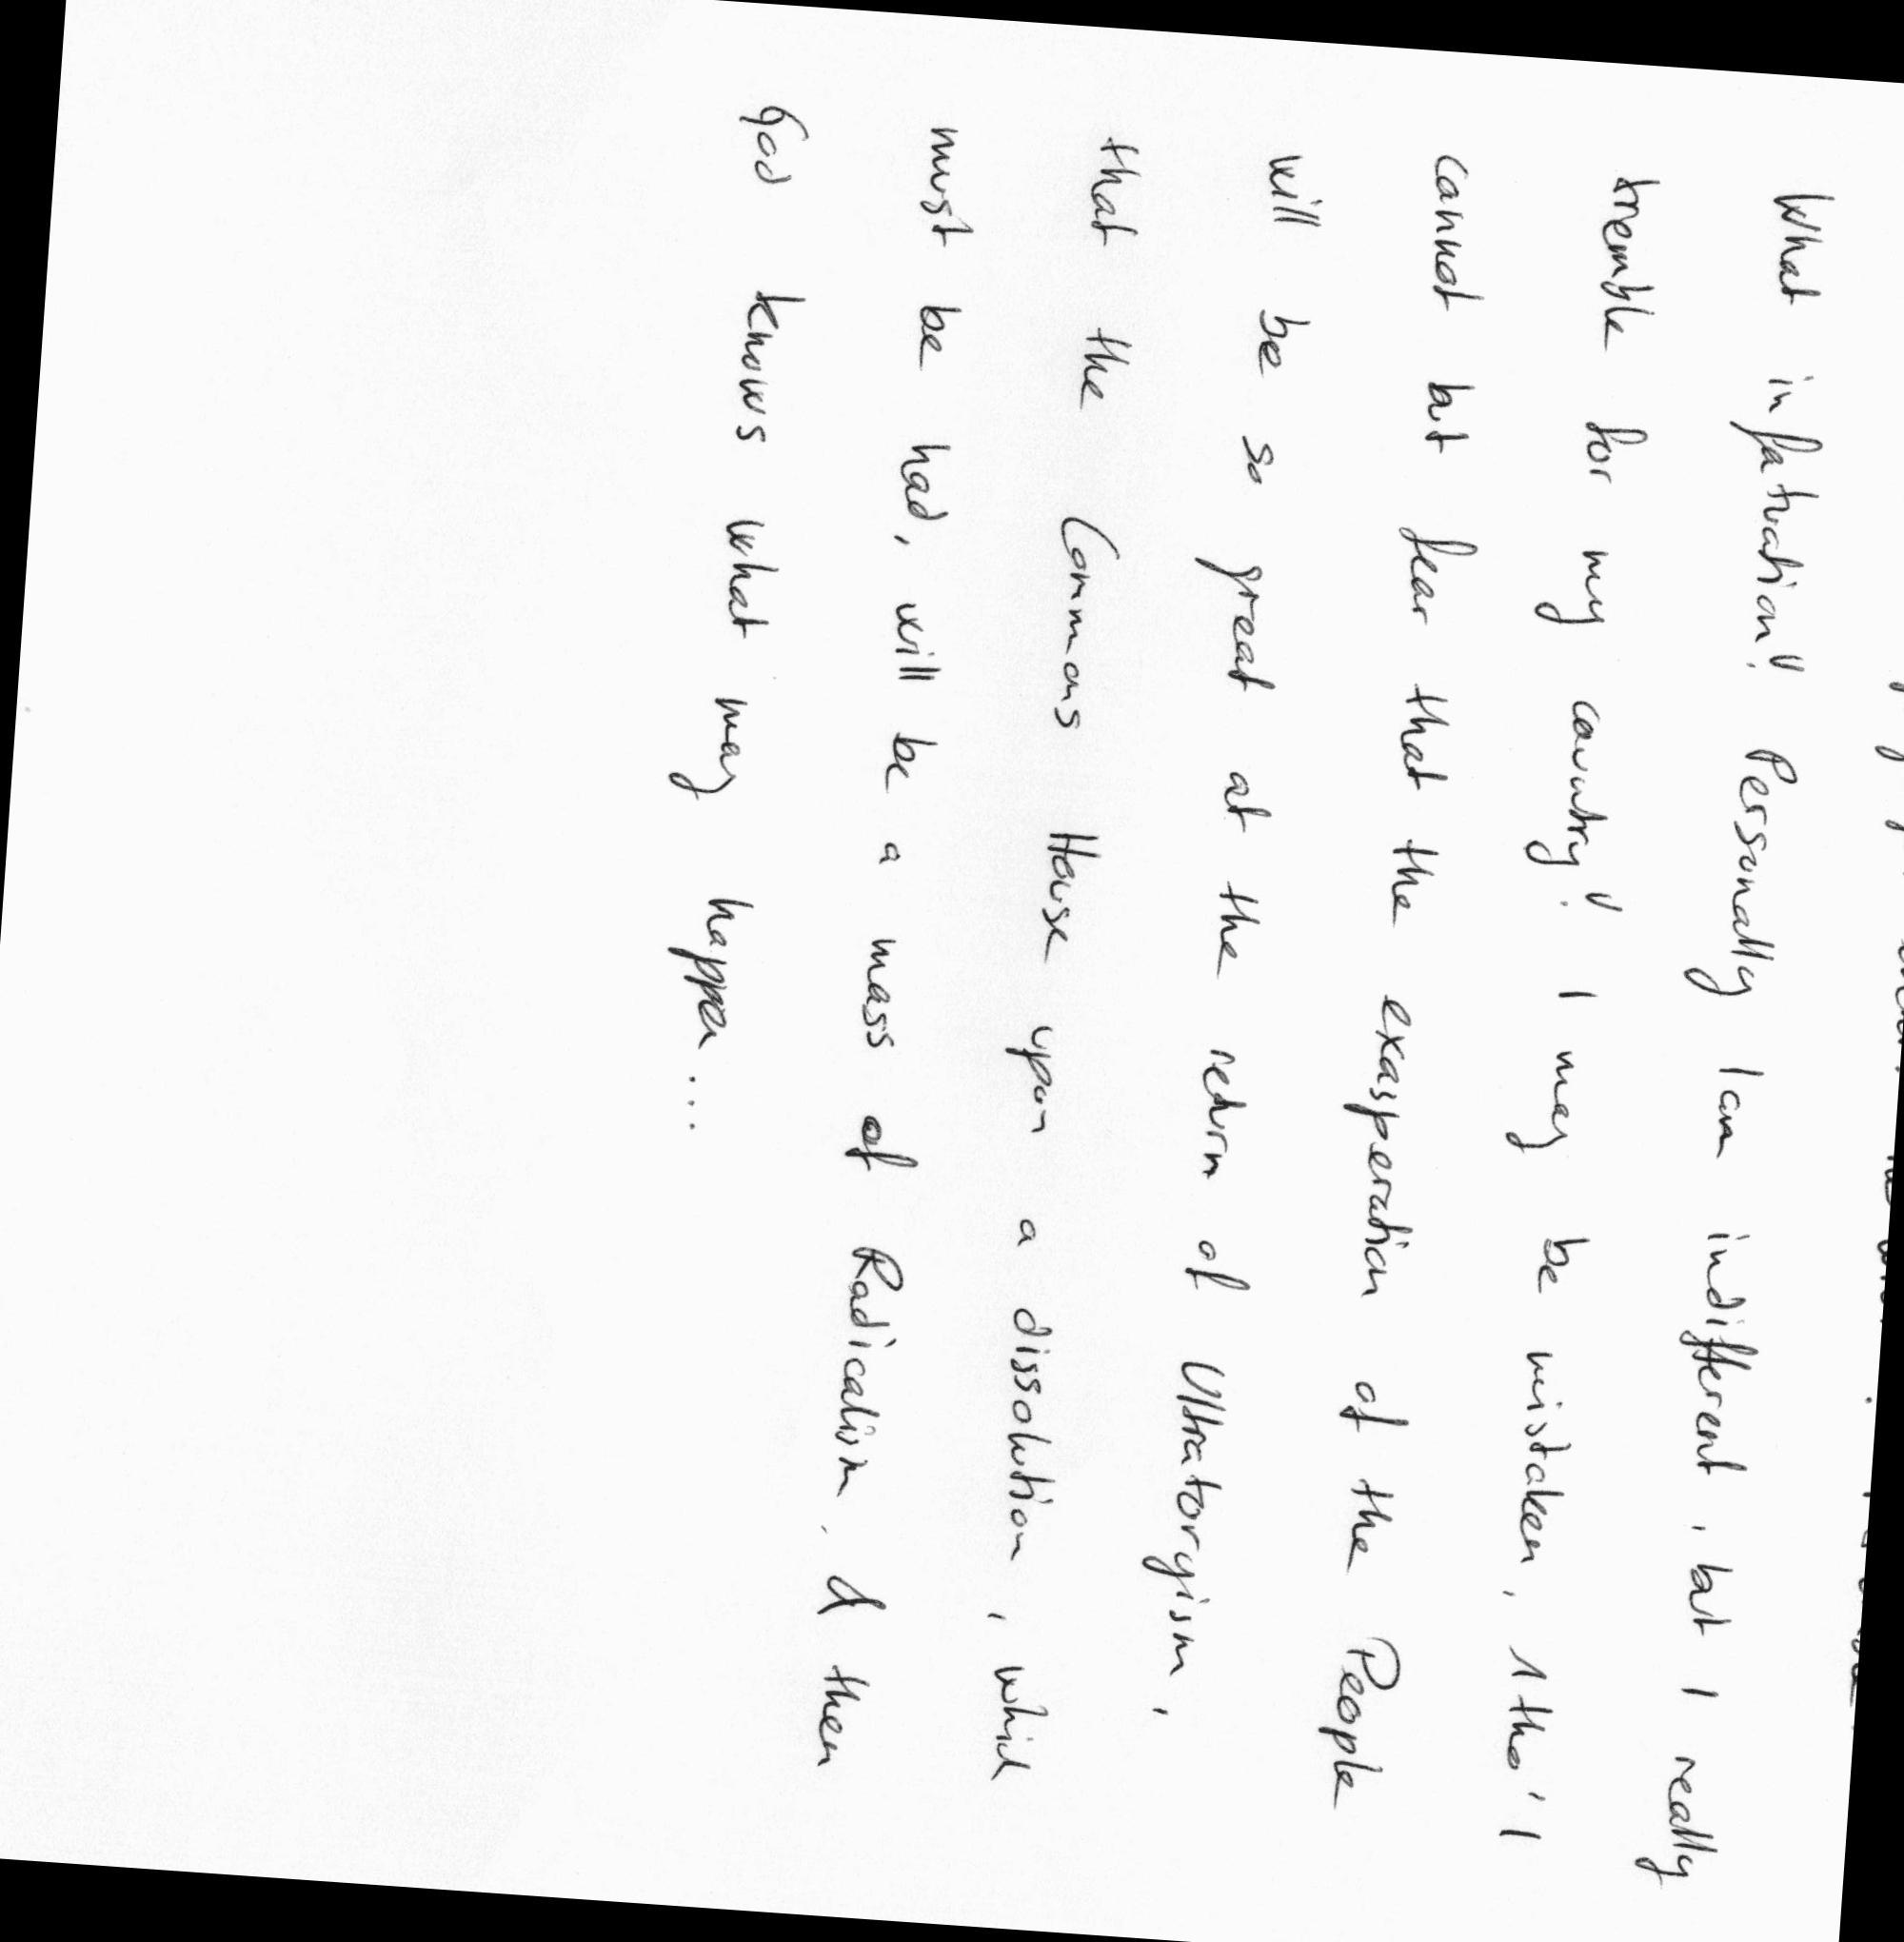 What infatuation! Personally I am indifferent, but I really
tremble for my country! I may be mistaken, tho' I
cannot but fear that the exasperation of the People
will be so great at the return of Ultratoryism,
that the Commons House upon a dissolution, which
must be had, will be a mass of Radicalism, & then
God knows what may happen ...